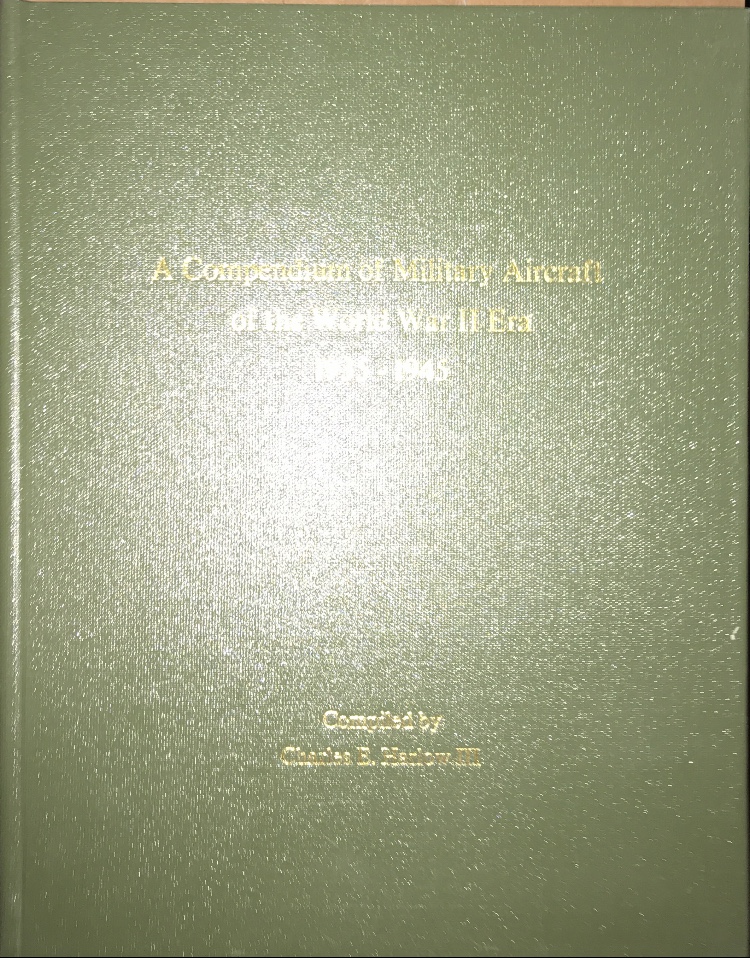 A Compendium of Military Aircraft
of the World War II Era
1945
Compiled by
Charles E. Harlow III